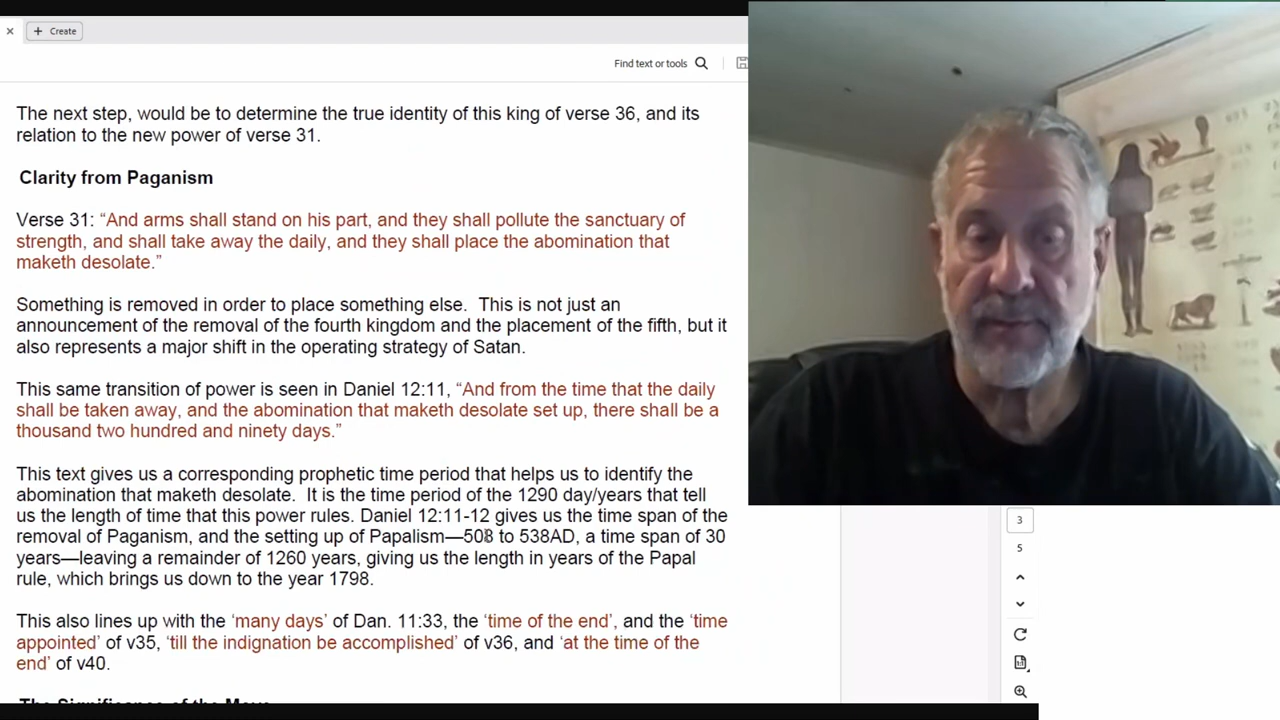 Create
Find text or tools
The next step, would be to determine the true identity of this king of verse 36, and its
relation to the new power of verse 31.
Clarity from Paganism
Verse 31: “And arms shall stand on his part, and they shall pollute the sanctuary of
strength, and shall take away the daily, and they shall place the abomination that
maketh desolate.”
Something is removed in order to place something else. This is not just an
announcement of the removal of the fourth kingdom and the placement of the fifth, but it
also represents a major shift in the operating strategy of Satan.
This same transition of power is seen in Daniel 12:11, “And from the time that the daily
shall be taken away, and the abomination that maketh desolate set up, there shall be a
thousand two hundred and ninety days.”
This text gives us a corresponding prophetic time period that helps us to identify the
abomination that maketh desolate. It is the time period of the 1290 day/years that tell
us the length of time that this power rules. Daniel 12:11-12 gives us the time span of the
removal of Paganism, and the setting up of Papalism—508 to 538AD, a time span of 30
years—leaving a remainder of 1260 years, giving us the length in years of the Papal
rule, which brings us down to the year 1798.
This also lines up with the ‘many days’ of Dan. 11:33, the ‘time of the end’, and the ‘time
appointed’ of v35, ‘till the indignation be accomplished’ of v36, and ‘at the time of the
end’ of v40.
The Significance of the Move
3
5